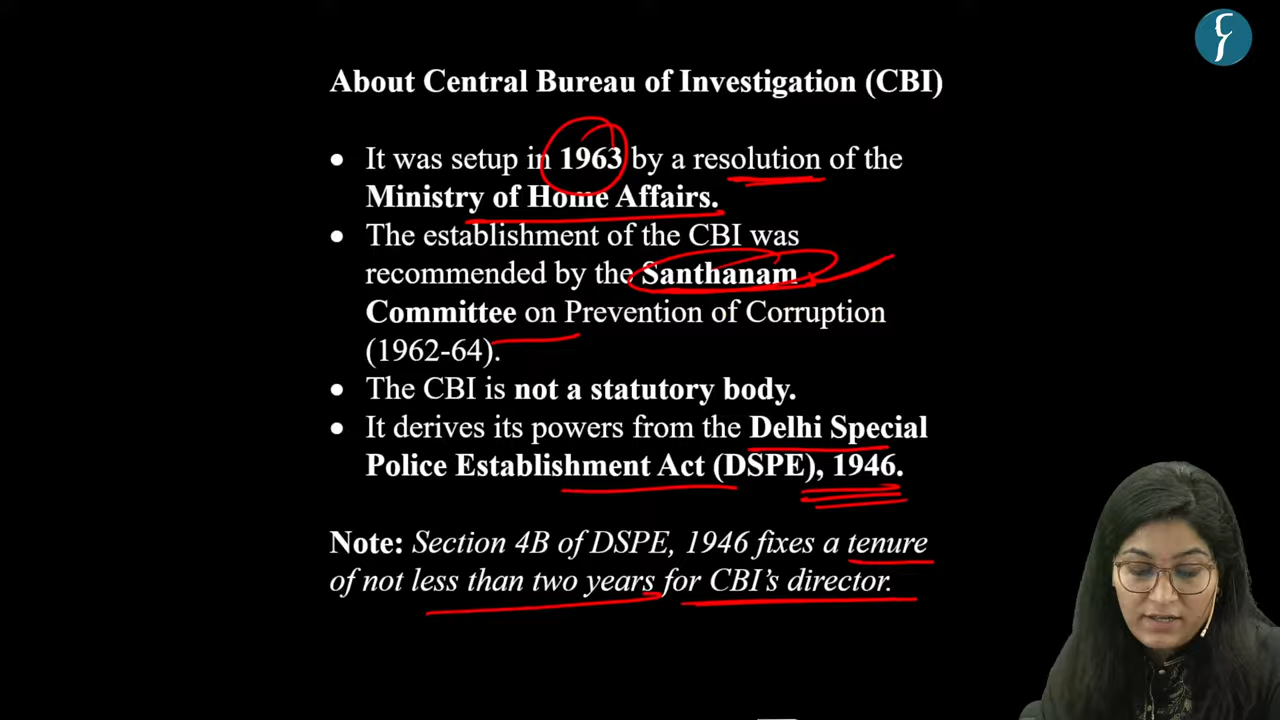 About Central Bureau of Investigation (CBI)
• It was setup in 1963 by a resolution of the
Ministry of Home Affairs.
• The establishment of the CBI was
recommended by the Santhanam
Committee on Prevention of Corruption
(1962-64).
• The CBI is not a statutory body.
• It derives its powers from the Delhi Special
Police Establishment Act (DSPE), 1946.
Note: Section 4B of DSPE, 1946 fixes a tenure
of not less than two years for CBI's director.